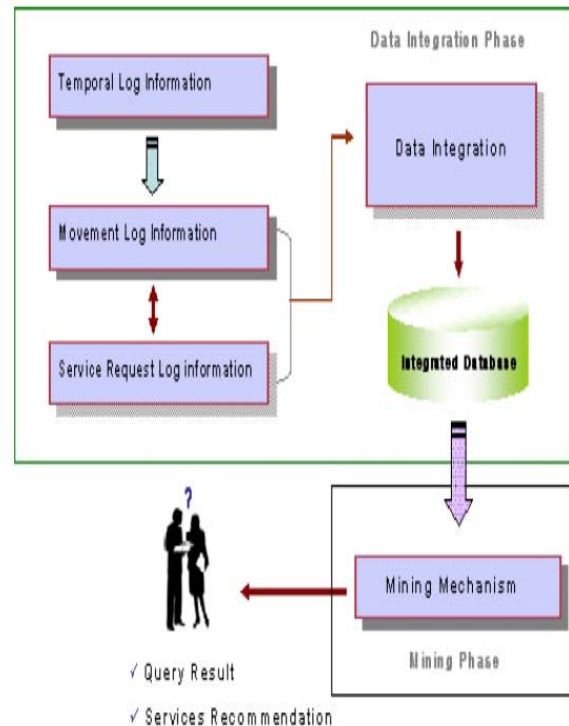 Data Integration Phase
Temporal Log Information
Data Integration
Movement Log Information
Service Request Log information
Integrated Database
?
Mining Mechanism
Mining Phase
✓ Query Result
✓ Services Recommendation